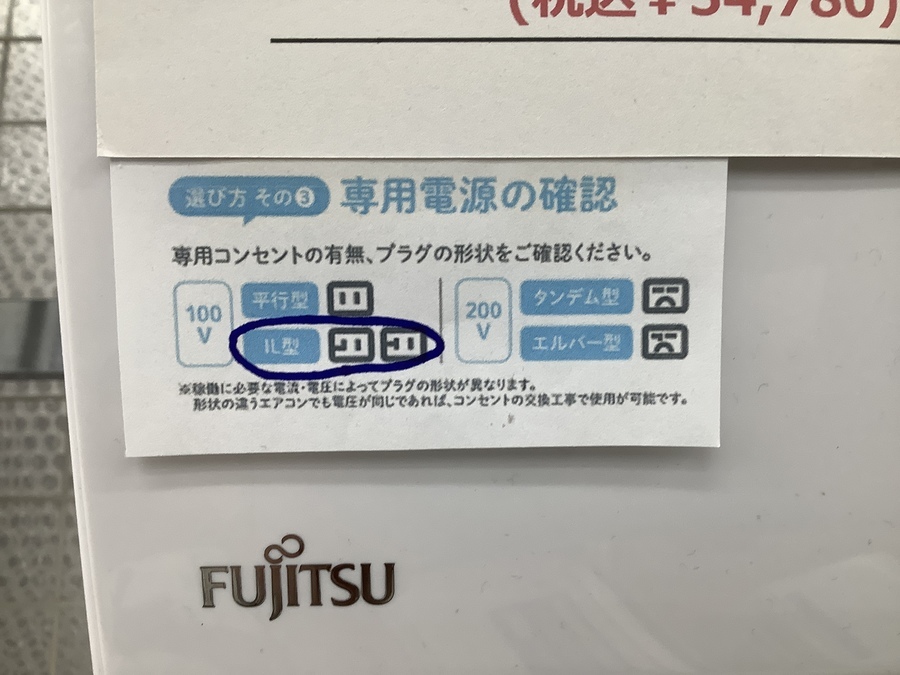 (税込￥54,780)
選び方 その❸ 専用電源の確認
専用コンセントの有無、プラグの形状をご確認ください。
100V 平行型
IL型
200V タンデム型
エルバー型
※稼働に必要な電流・電圧によってプラグの形状が異なります。
形状の違うエアコンでも電圧が同じであれば、コンセントの交換工事で使用が可能です。
FUJITSU